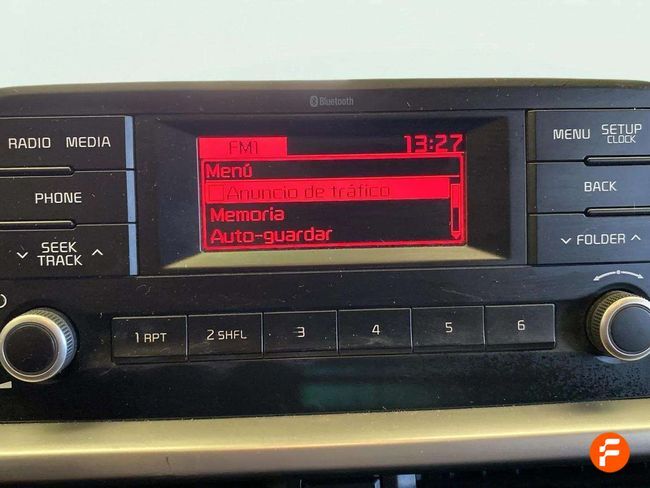 Bluetooth
RADIO MEDIA
PHONE
SEEK
TRACK
FM1 13:27
Menú
Anuncio de tráfico
Memoria
Auto-guardar
MENU SETUP
CLOCK
BACK
FOLDER
1 RPT 2 SHFL 3 4 5 6